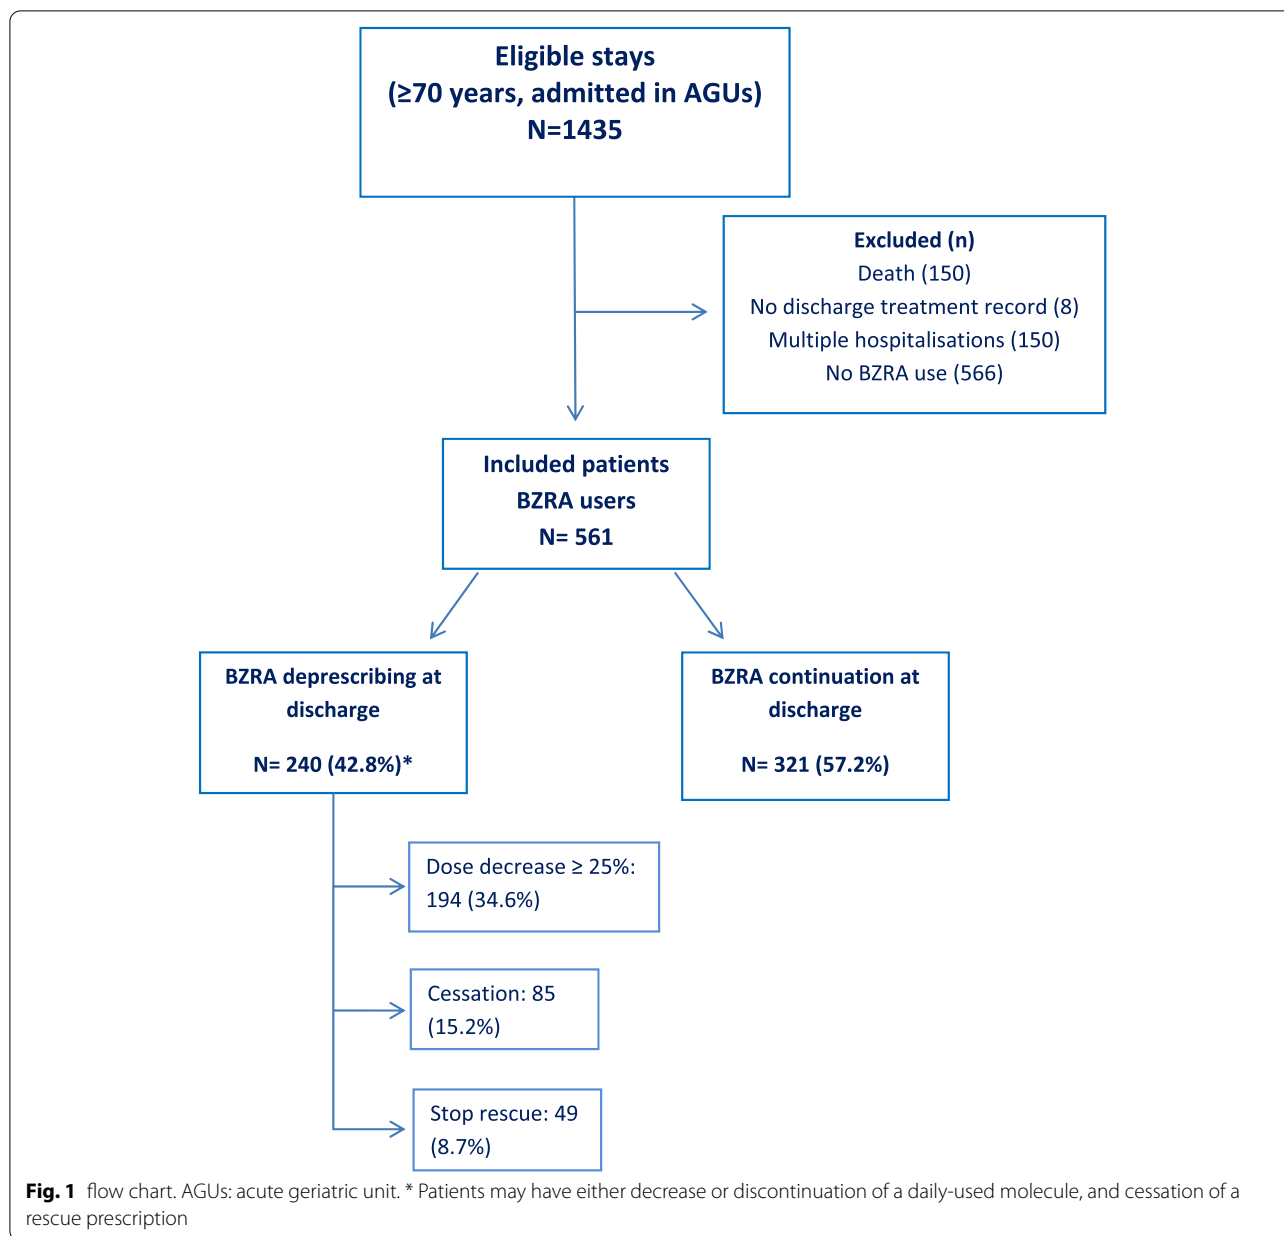 Eligible stays
(≥70 years, admitted in AGUs)
N=1435
Excluded (n)
Death (150)
No discharge treatment record (8)
Multiple hospitalisations (150)
No BZRA use (566)
Included patients
BZRA users
N= 561
BZRA deprescribing at
discharge
N= 240 (42.8%)*
BZRA continuation at
discharge
N= 321 (57.2%)
Dose decrease ≥ 25%:
194 (34.6%)
Cessation: 85
(15.2%)
Stop rescue: 49
(8.7%)
Fig. 1 flow chart. AGUs: acute geriatric unit. * Patients may have either decrease or discontinuation of a daily-used molecule, and cessation of a
rescue prescription